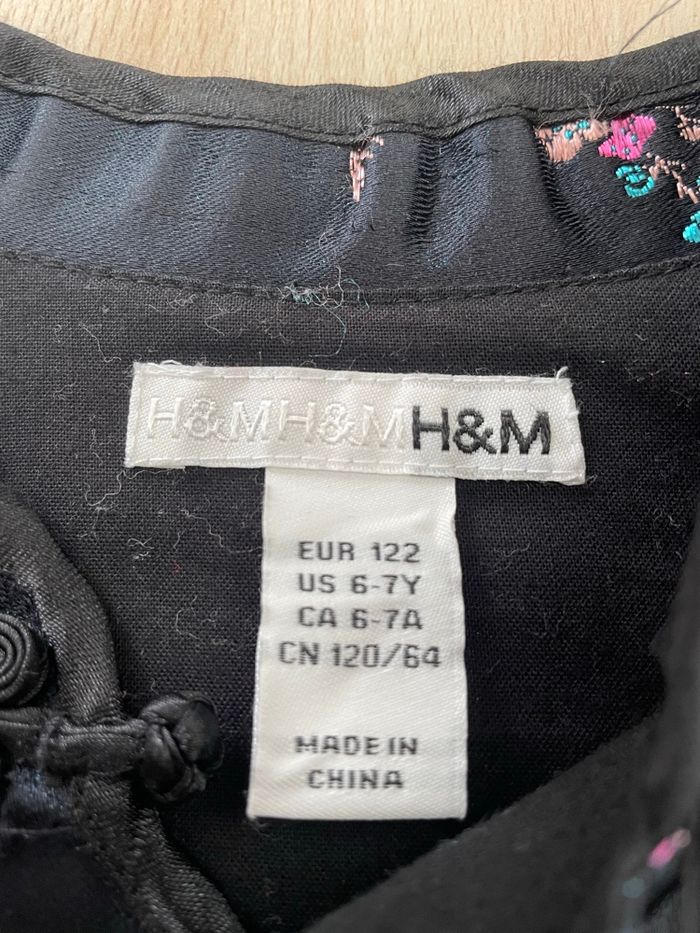 H&MH&MH&M
EUR 122
US 6-7Y
CA 6-7A
CN 120/64
MADE IN
CHINA